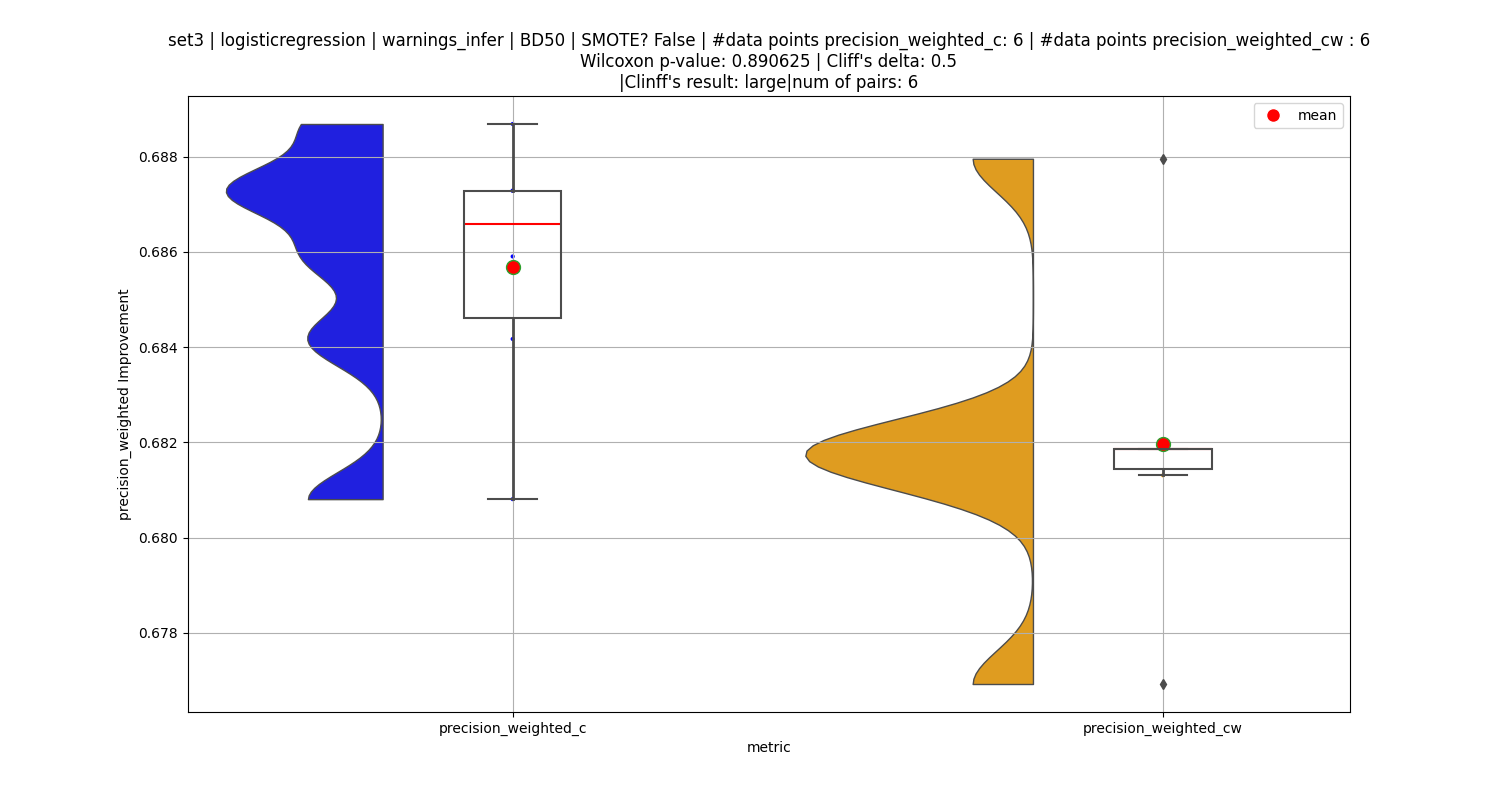 set3 | logisticregression | warnings_infer | BD50 | SMOTE? False | #data points precision_weighted_c: 6 | #data points precision_weighted_cw : 6
Wilcoxon p-value: 0.890625 | Cliff's delta: 0.5
|Clinff's result: large|num of pairs: 6
mean
0.688
0.686
0.684
0.682
0.680
0.678
precision_weighted Improvement
precision_weighted_c
precision_weighted_cw
metric